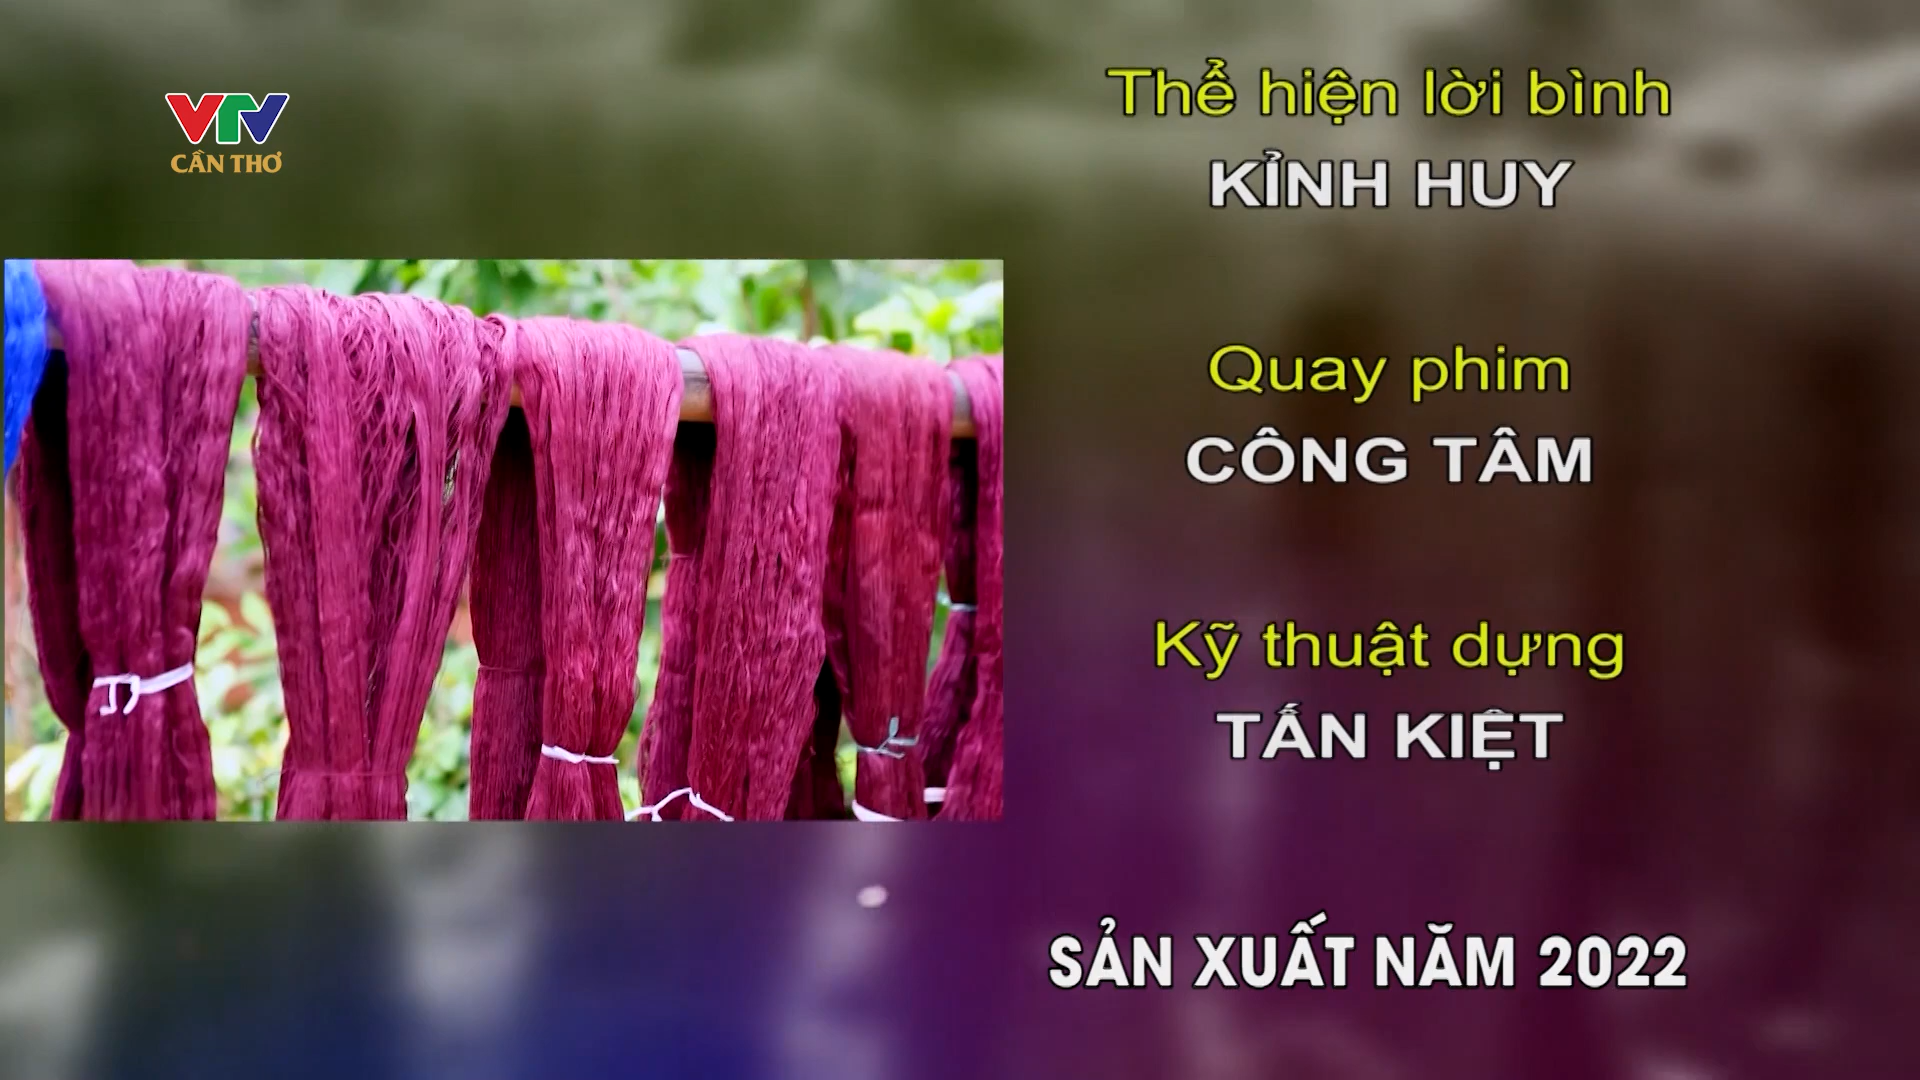 VTV
CẦN THƠ
Thể hiện lời bình
KỈNH HUY
Quay phim
CÔNG TÂM
Kỹ thuật dựng
TẤN KIỆT
SẢN XUẤT NĂM 2022